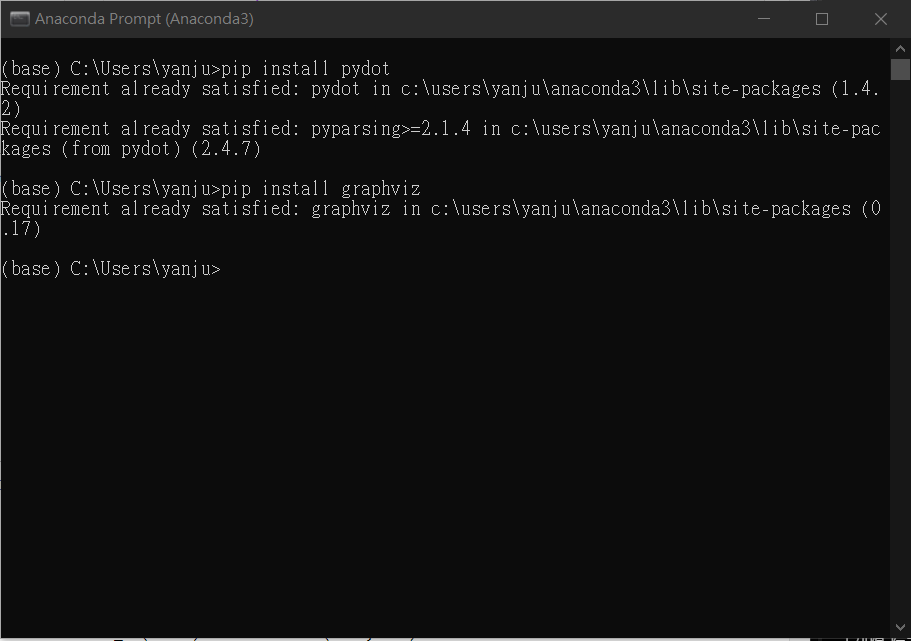 Anaconda Prompt (Anaconda3)
(base) C:\Users\yanju>pip install pydot
Requirement already satisfied: pydot in c:\users\yanju\anaconda3\lib\site-packages (1.4.
2)
Requirement already satisfied: pyparsing>=2.1.4 in c:\users\yanju\anaconda3\lib\site-pac
kages (from pydot) (2.4.7)
(base) C:\Users\yanju>pip install graphviz
Requirement already satisfied: graphviz in c:\users\yanju\anaconda3\lib\site-packages (0
.17)
(base) C:\Users\yanju>